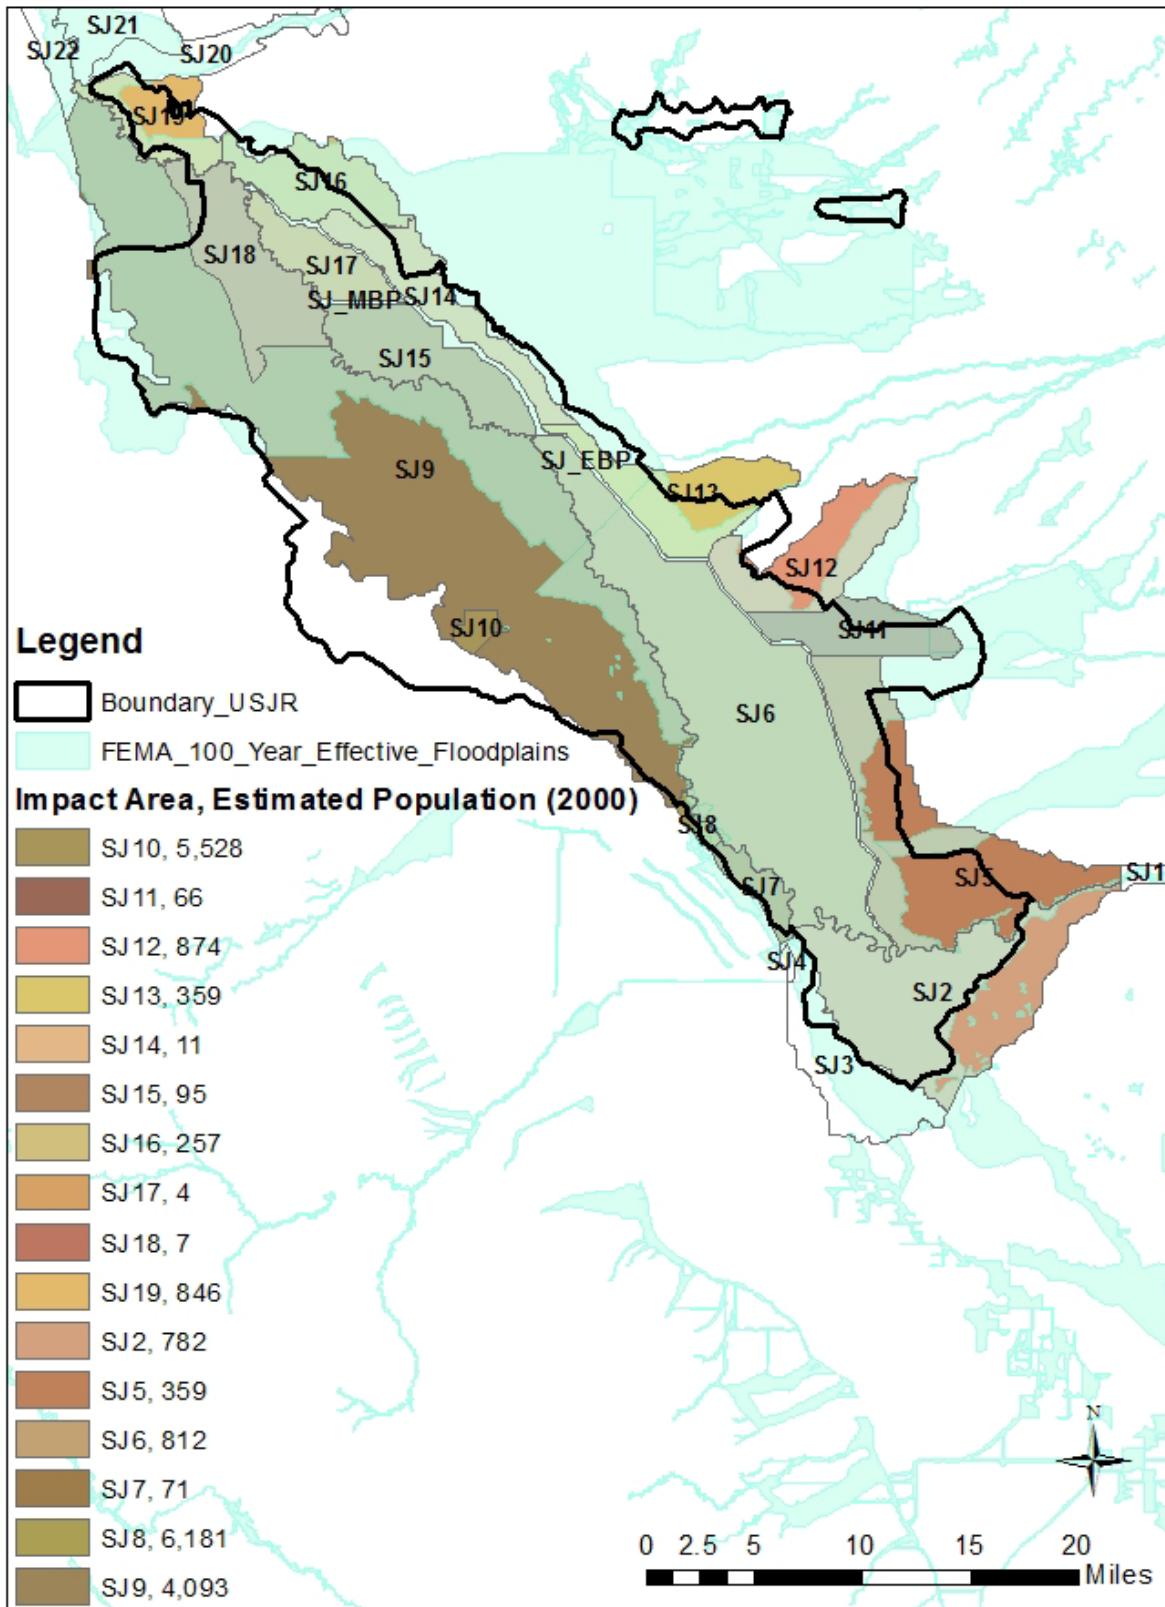 SJ21
SJ22
SJ20
SJ19
SJ16
SJ18
SJ17
SJ_MBP
SJ14
SJ15
SJ9
SJ_EBP
SJ13
SJ12
SJ10
SJ11
SJ6
SJ8
SJ7
SJ5
SJ1
SJ4
SJ2
SJ3
Legend
Boundary_USJR
FEMA_100_Year_Effective_Floodplains
Impact Area, Estimated Population (2000)
SJ10, 5,528
SJ11, 66
SJ12, 874
SJ13, 359
SJ14, 11
SJ15, 95
SJ16, 257
SJ17, 4
SJ18, 7
SJ19, 846
SJ2, 782
SJ5, 359
SJ6, 812
SJ7, 71
SJ8, 6,181
SJ9, 4,093
N
0 2.5 5 10 15 20
Miles